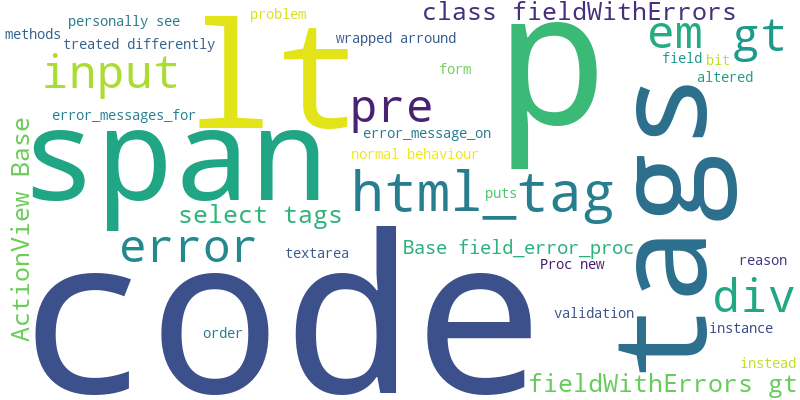 problem
class fieldWithErrors
personally see
methods
treated differently
wrapped arround
lt
p
em
gt
input
form
field
bit
altered
pre
tags
error_messages_for
error_message_on
span
normal behaviour
html_tag
puts
ActionView Base
select tags
error
textarea
Base field_error_proc
Proc new
reason
code
div
order
validation
instance
instead
fieldWithErrors gt